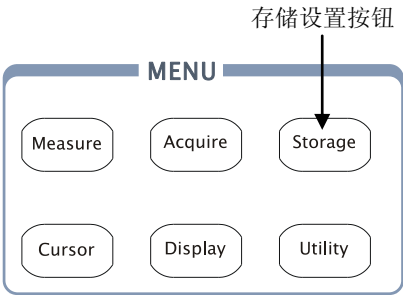 存储设置按钮
MENU
Measure Acquire Storage
Cursor Display Utility